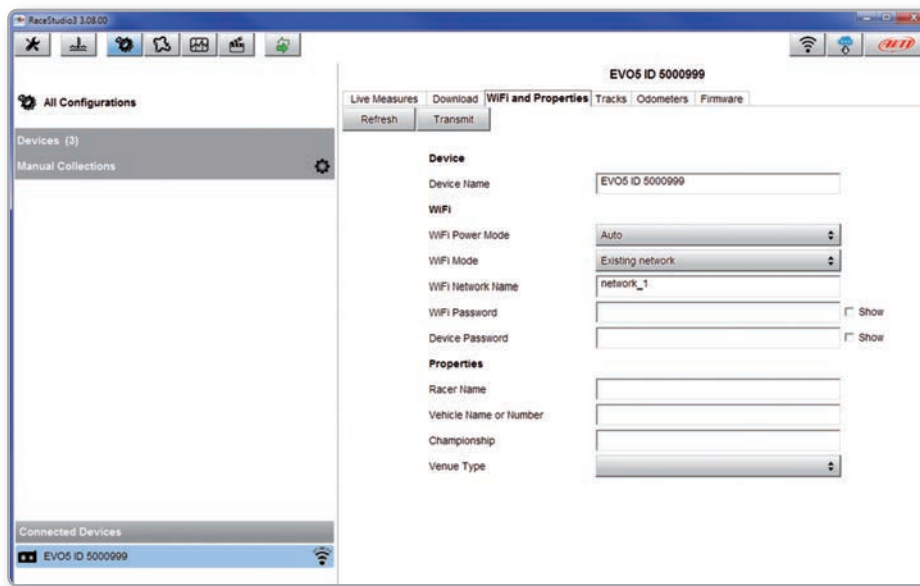 RaceStudio3 3.08.00
EVO5 ID 5000999
All Configurations
Live Measures Download WiFi and Properties Tracks Odometers Firmware
Refresh Transmit
Devices (3)
Manual Collections
Device
Device Name EVO5 ID 5000999
WiFi
WiFi Power Mode Auto
WiFi Mode Existing network
WiFi Network Name network_1
WiFi Password Show
Device Password Show
Properties
Racer Name
Vehicle Name or Number
Championship
Venue Type
Connected Devices
EVO5 ID 5000999